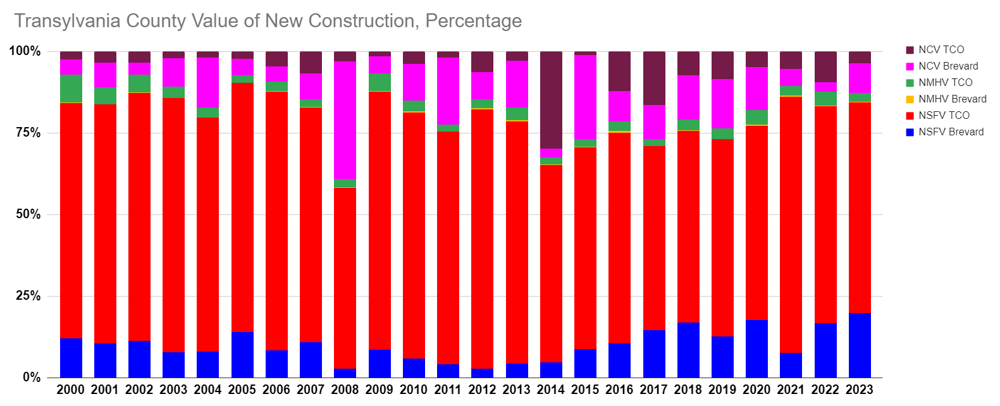 Transylvania County Value of New Construction, Percentage
100%
75%
50%
25%
0%
2000 2001 2002 2003 2004 2005 2006 2007 2008 2009 2010 2011 2012 2013 2014 2015 2016 2017 2018 2019 2020 2021 2022 2023
NCV TCO
NCV Brevard
NMHV TCO
NMHV Brevard
NSFV TCO
NSFV Brevard